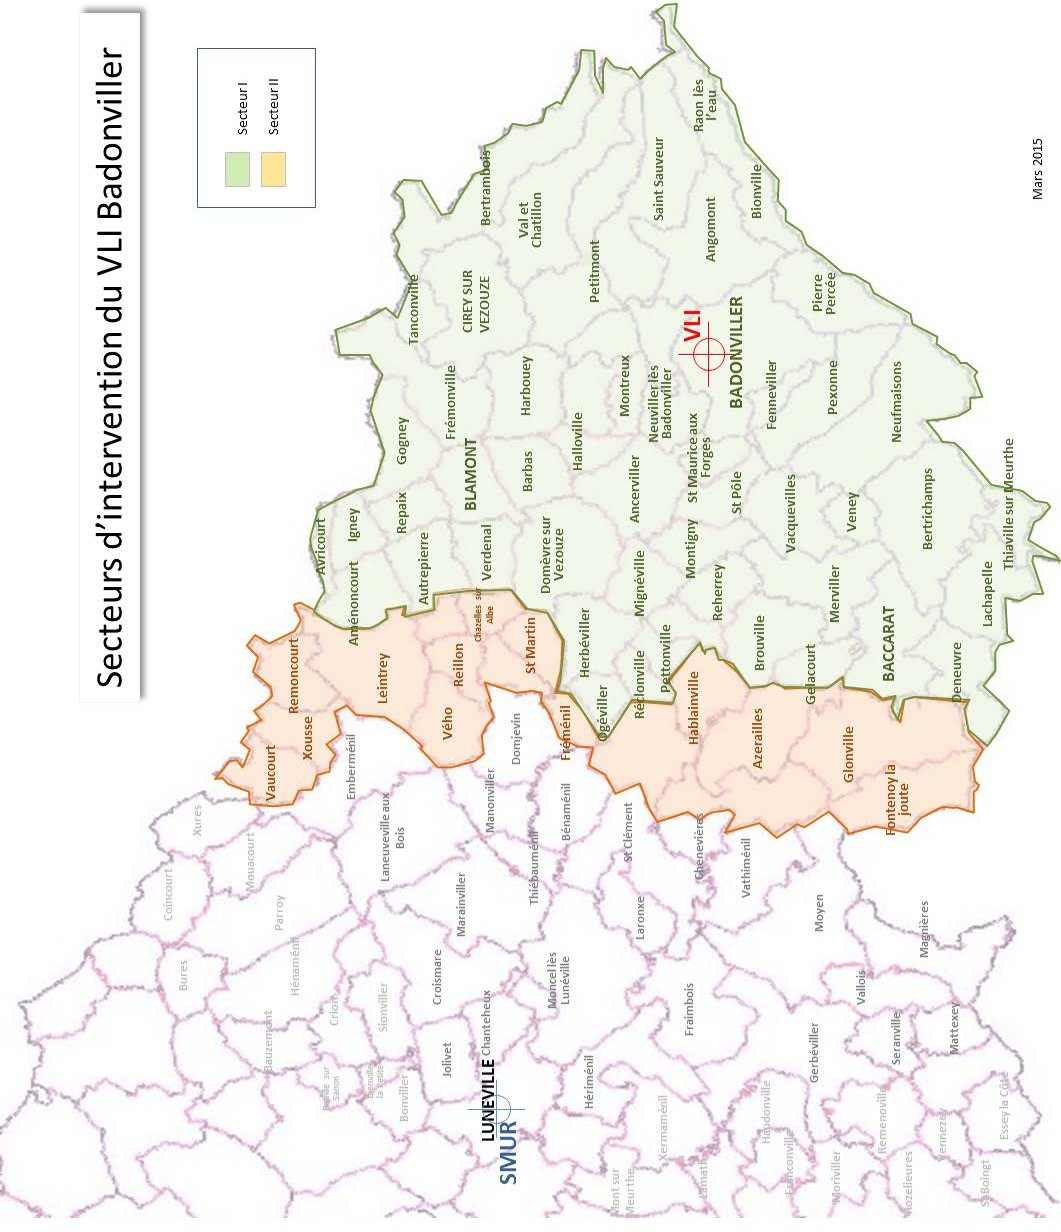 Secteurs d'intervention du VLI Badonviller
Secteur I
Secteur II
Mars 2015
Raon lès
l'eau
Saint Sauveur
Bertrambois
Val et
Chatillon
Bionville
Angomont
Petitmont
Tanconville
CIREY SUR
VEZOUZE
Pierre
Percée
VLI
BADONVILLER
Frémonville
Harbouey
Montreux
Neuviller lès
Badonviller
Fenneviller
Pexonne
Neufmaisons
Gogney
BLAMONT
Barbas
Halloville
Ancerviller
St Maurice aux
Forges
St Pôle
Vacquevilles
Veney
Bertrichamps
Thiaville sur Meurthe
Avricourt
Igney
Repaix
Autrepierre
Verdenal
Domèvre sur
Vezouze
Montigny
Migneville
Reherrey
Merviller
Lachapelle
Aménoncourt
Herbéviller
Réclonville
Pettonville
Brouville
Gelacourt
BACCARAT
Deneuvre
Ogéviller
Chazelles sur
Albe
St Martin
Remoncourt
Leintrey
Reillon
Xousse
Vaucourt
Vého
Fréménil
Hablainville
Azerailles
Glonville
Fontenoy la
joute
Emberménil
Domjevin
Xures
Laneuveville aux
Bois
Manonviller
Bénaménil
St Clément
Chenevières
Vathiménil
Mouacourt
Coincourt
Parroy
Marainviller
Thiébauménil
Laronxe
Moyen
Magnières
Bures
Hénaménil
Crion
Sionviller
Croismare
Moncel lès
Lunéville
Fraimbois
Vallois
Bauzemont
Chanteheux
Jolivet
Seranville
Mattexey
Gerbéviller
Bonviller
LUNEVILLE
SMUR
Hériménil
Xermaménil
Haudonville
Remenoville
Essey la Côte
Mont sur
Meurthe
Franconville
Moriviller